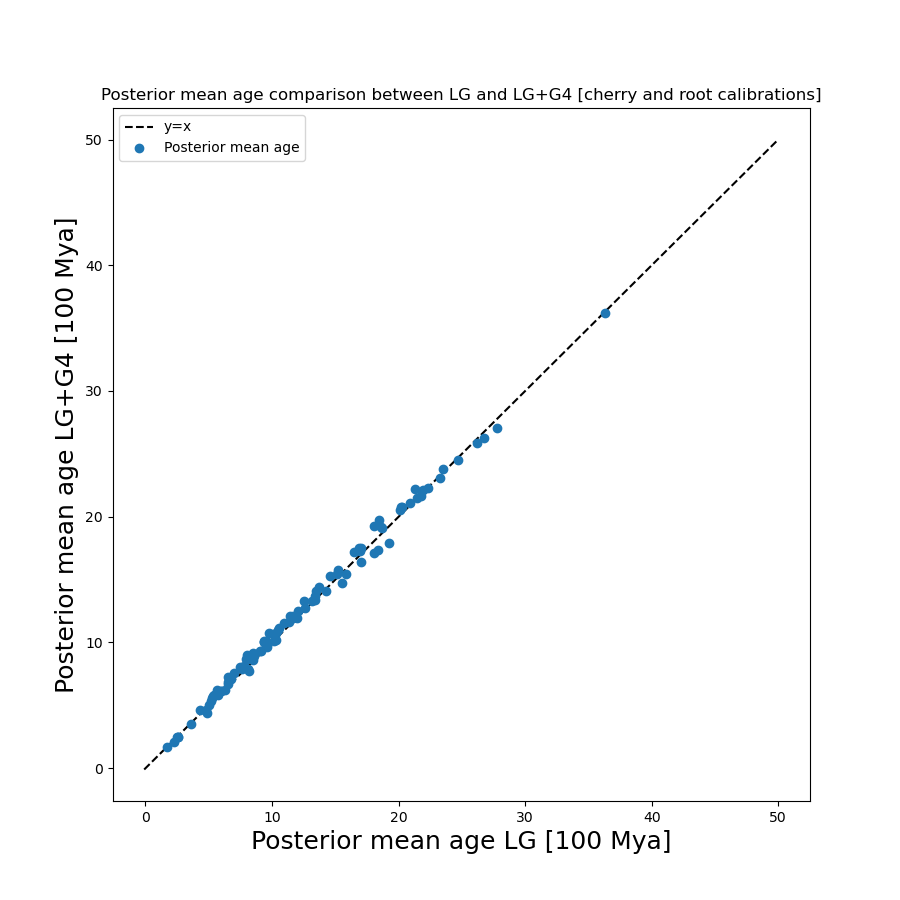 Posterior mean age comparison between LG and LG+G4 [cherry and root calibrations]
y=x
Posterior mean age
50
40
30
20
10
0
Posterior mean age LG+G4 [100 Mya]
0 10 20 30 40 50
Posterior mean age LG [100 Mya]